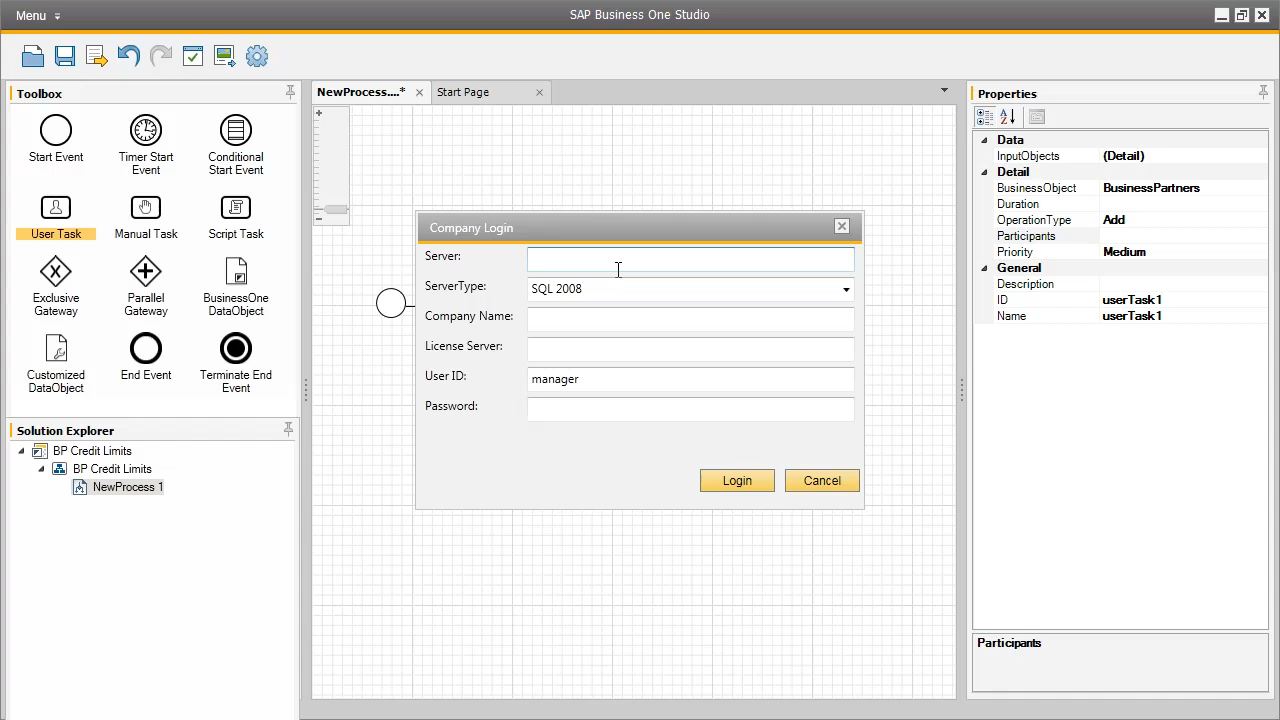 Menu
SAP Business One Studio
Toolbox
Start Event
Timer Start Event
Conditional Start Event
User Task
Manual Task
Script Task
Exclusive Gateway
Parallel Gateway
BusinessOne DataObject
Customized DataObject
End Event
Terminate End Event
Solution Explorer
BP Credit Limits
BP Credit Limits
NewProcess 1
NewProcess....*
Start Page
Company Login
Server:
ServerType: SQL 2008
Company Name:
License Server:
User ID: manager
Password:
Login
Cancel
Properties
Data
InputObjects (Detail)
Detail
BusinessObject BusinessPartners
Duration
OperationType Add
Participants
Priority Medium
General
Description
ID userTask1
Name userTask1
Participants